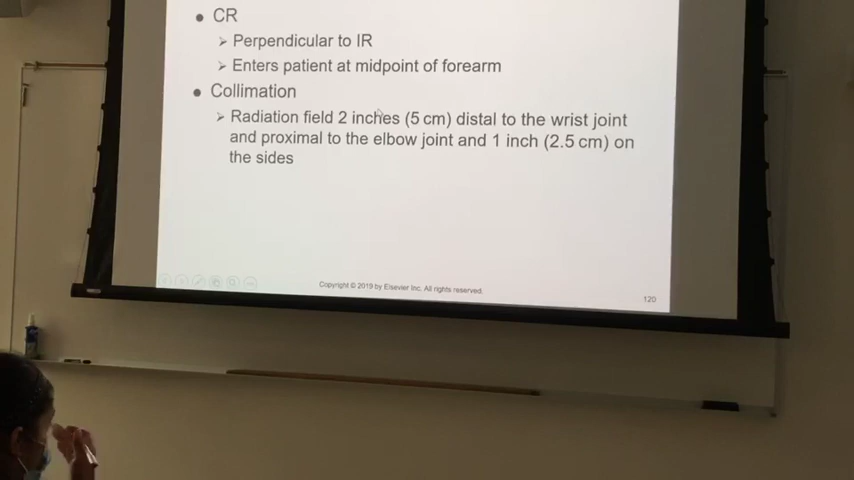 ● CR
➢ Perpendicular to IR
➢ Enters patient at midpoint of forearm
● Collimation
➢ Radiation field 2 inches (5 cm) distal to the wrist joint
and proximal to the elbow joint and 1 inch (2.5 cm) on
the sides
Copyright © 2019 by Elsevier Inc. All rights reserved.
120